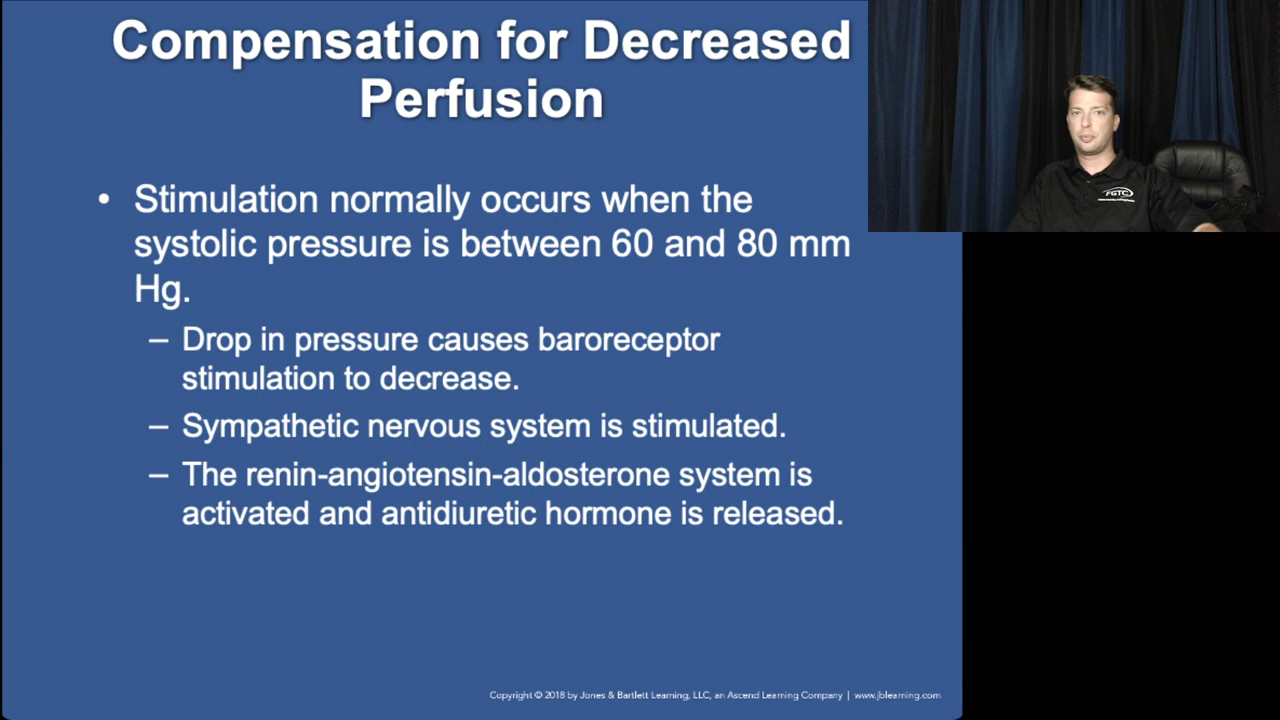 Compensation for Decreased
Perfusion
• Stimulation normally occurs when the
systolic pressure is between 60 and 80 mm
Hg.
– Drop in pressure causes baroreceptor
stimulation to decrease.
– Sympathetic nervous system is stimulated.
– The renin-angiotensin-aldosterone system is
activated and antidiuretic hormone is released.
Copyright © 2018 by Jones & Bartlett Learning, LLC, an Ascend Learning Company | www.jblearning.com
FGTC